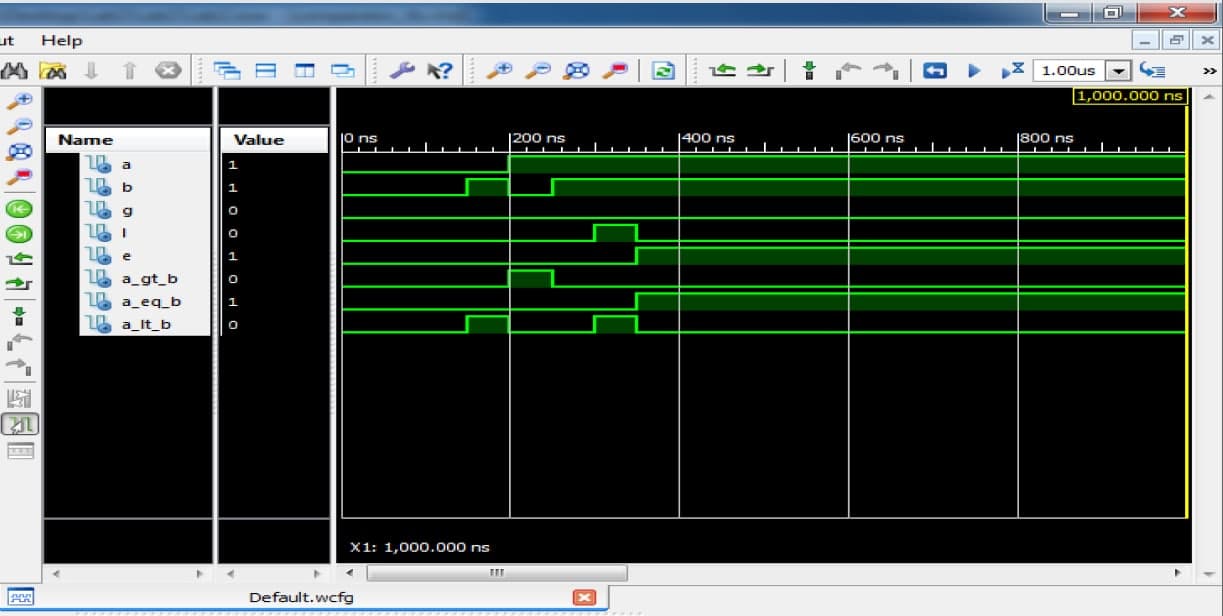 ut Help
1.00us
1,000.000 ns
Name Value 0 ns 200 ns 400 ns 600 ns 800 ns
a 1
b 1
g 0
l 0
e 1
a_gt_b 0
a_eq_b 1
a_lt_b 0
X1: 1,000.000 ns
Default.wcfg